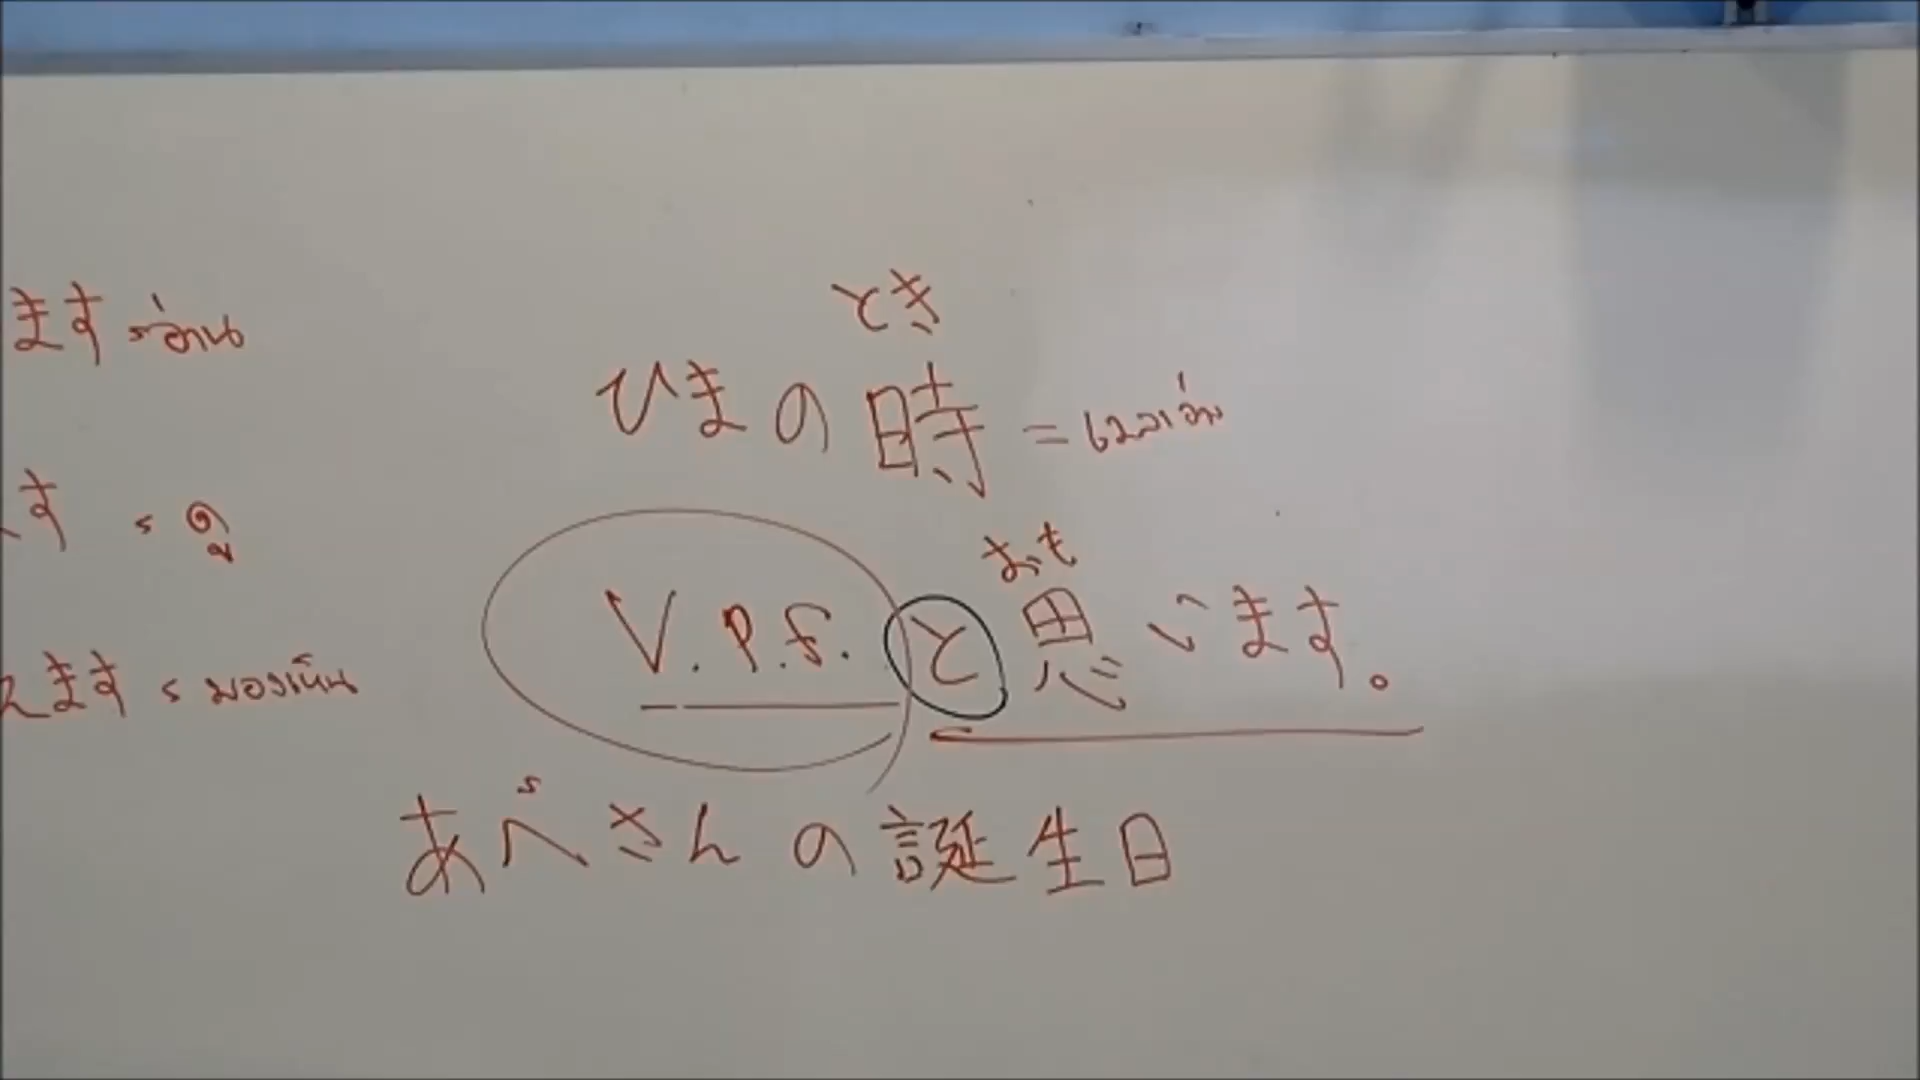 ます = อ่าน
とき
ひまの時 = เวลาว่าง
ます = ดู
おも
V.P.F. と思います。
えます = มองเห็น
あべさんの誕生日